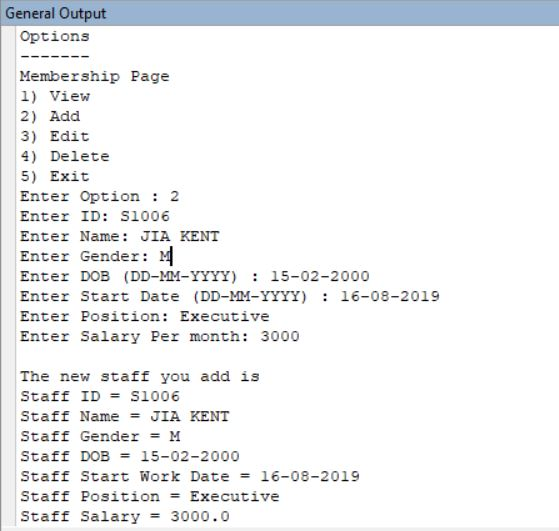 General Output
Options
-------
Membership Page
1) View
2) Add
3) Edit
4) Delete
5) Exit
Enter Option : 2
Enter ID: S1006
Enter Name: JIA KENT
Enter Gender: M
Enter DOB (DD-MM-YYYY) : 15-02-2000
Enter Start Date (DD-MM-YYYY) : 16-08-2019
Enter Position: Executive
Enter Salary Per month: 3000

The new staff you add is
Staff ID = S1006
Staff Name = JIA KENT
Staff Gender = M
Staff DOB = 15-02-2000
Staff Start Work Date = 16-08-2019
Staff Position = Executive
Staff Salary = 3000.0